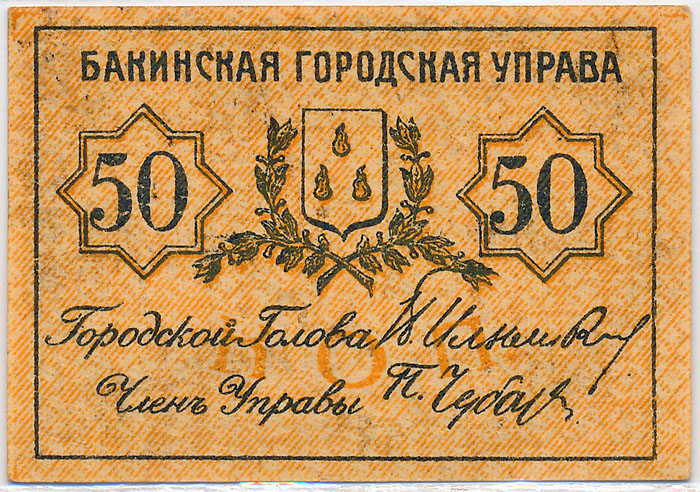 БАКИНСКАЯ ГОРОДСКАЯ УПРАВА
50 50
Городской Голова
Членъ Управы П.